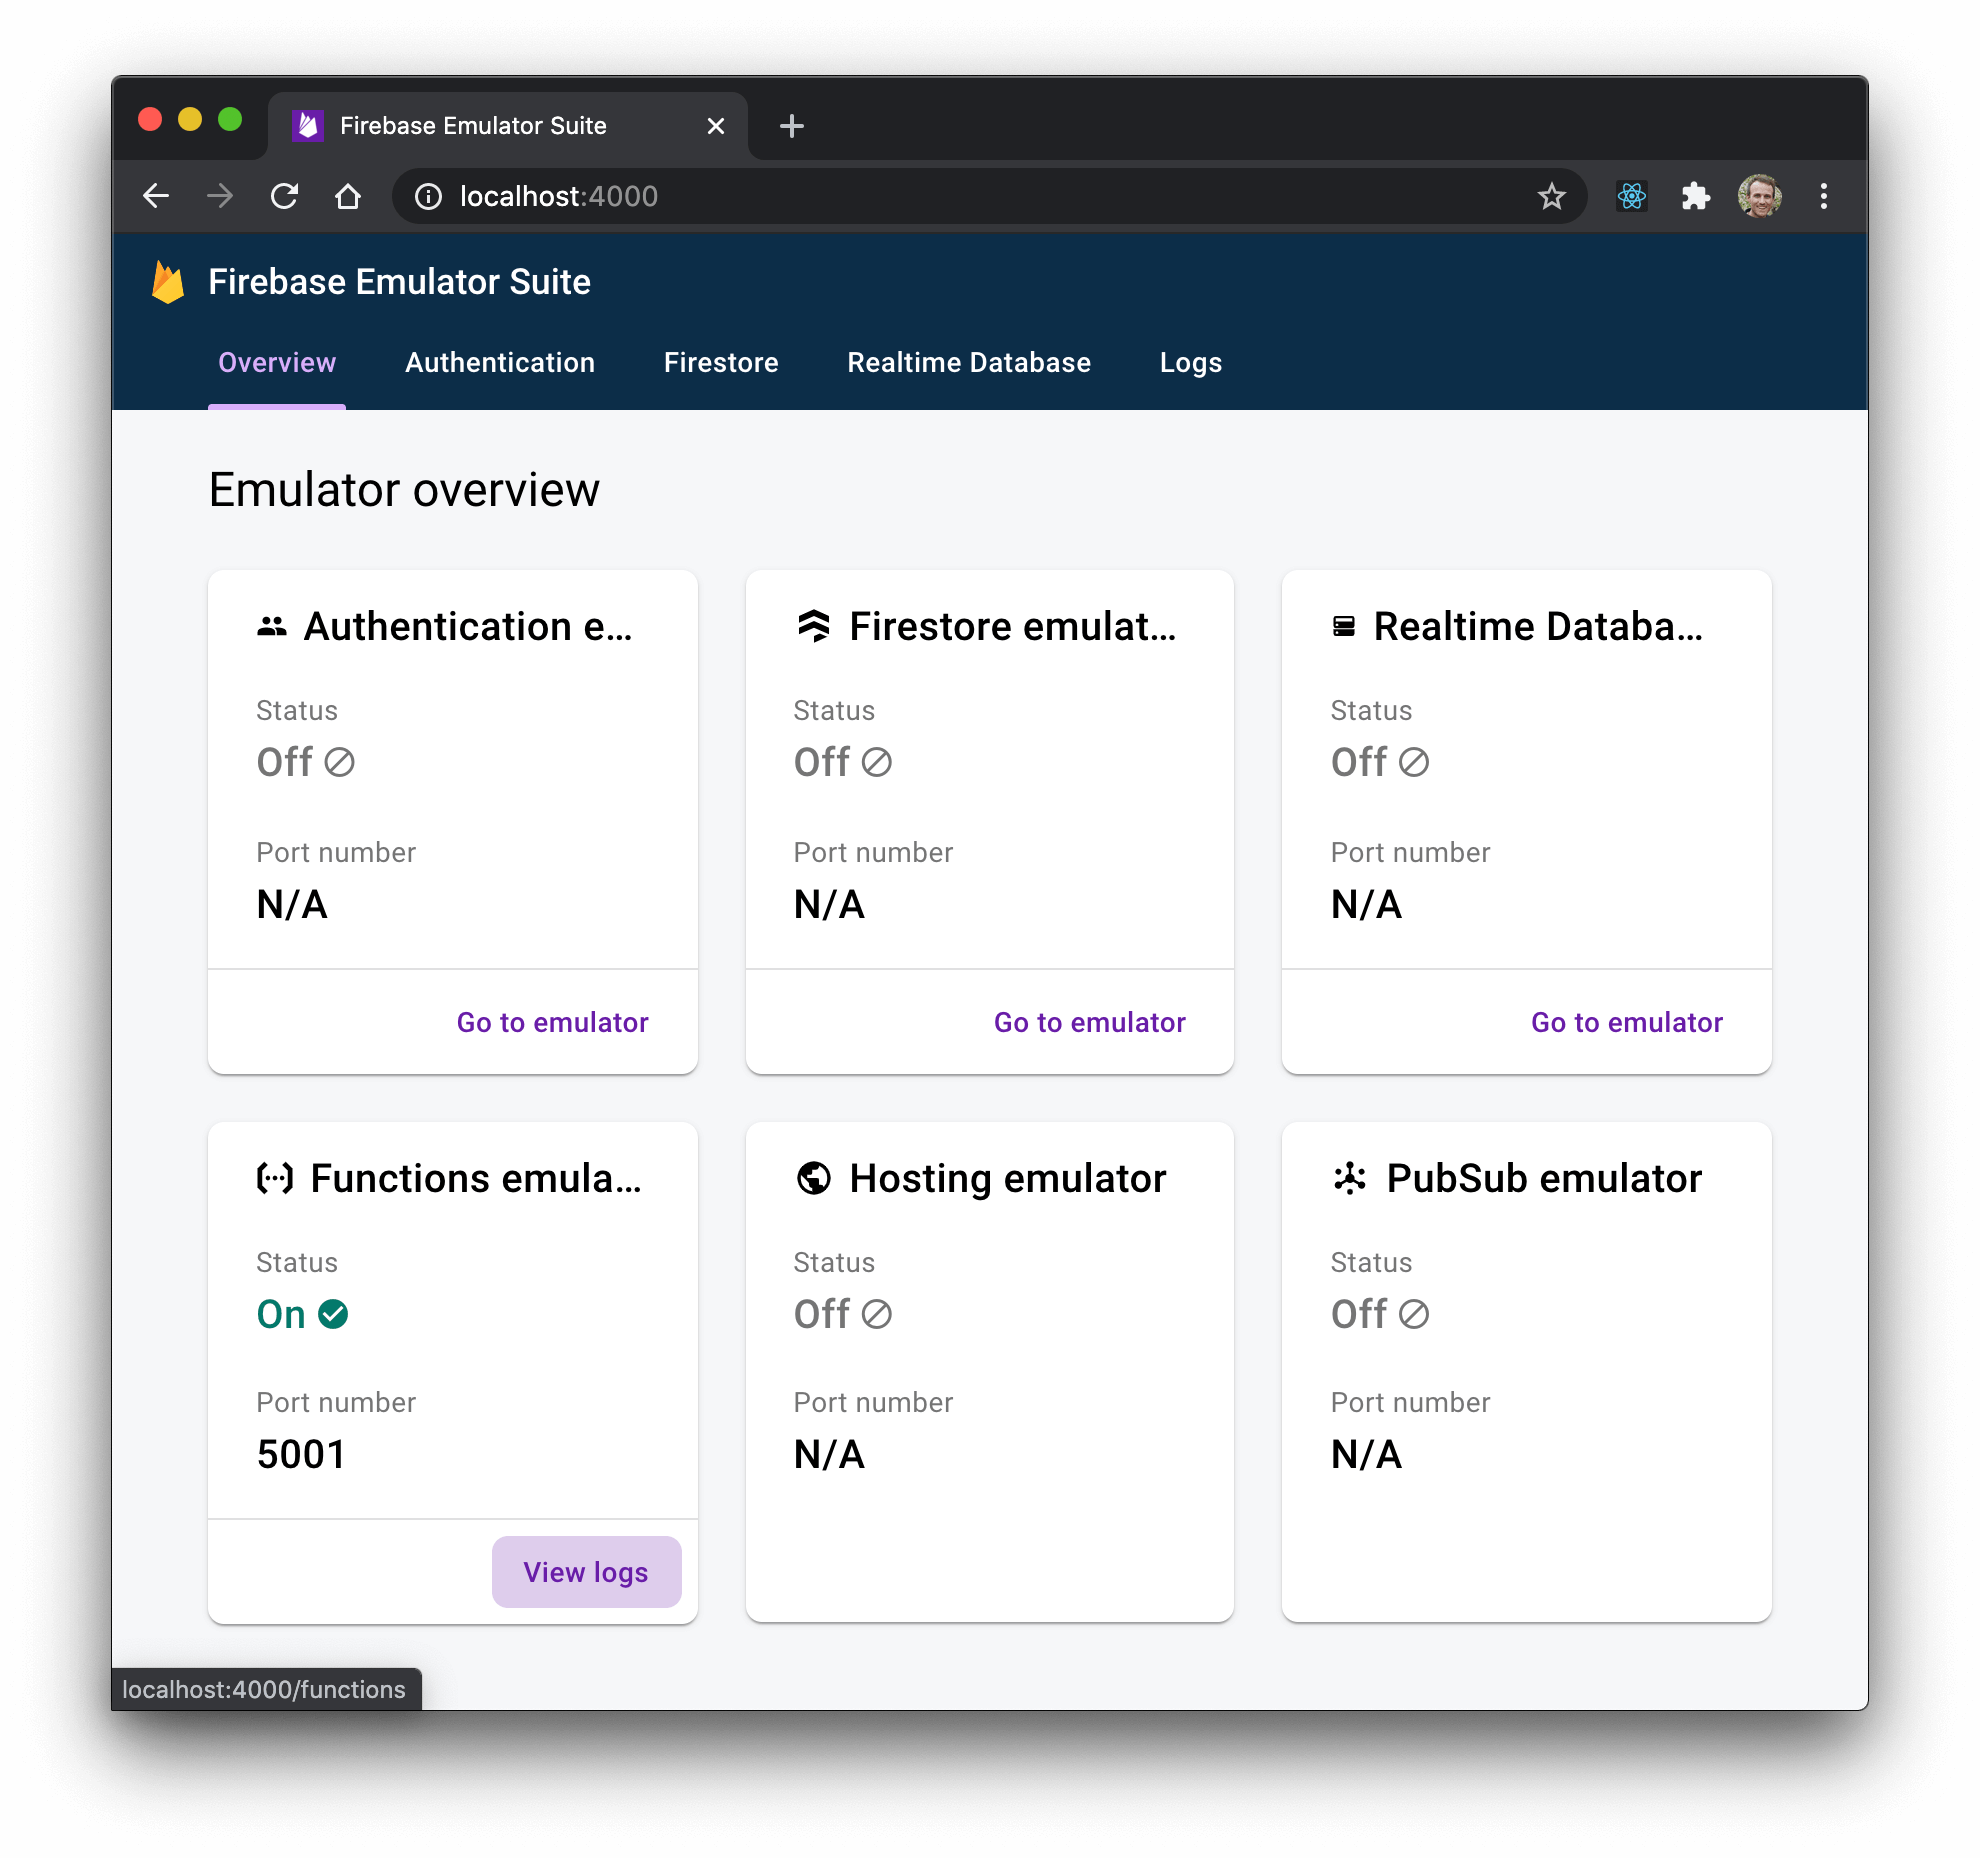 Firebase Emulator Suite
localhost:4000
Firebase Emulator Suite
Overview Authentication Firestore Realtime Database Logs
Emulator overview
Authentication e...
Status
Off
Port number
N/A
Go to emulator
Firestore emulat...
Status
Off
Port number
N/A
Go to emulator
Realtime Databa...
Status
Off
Port number
N/A
Go to emulator
Functions emula...
Status
On
Port number
5001
View logs
Hosting emulator
Status
Off
Port number
N/A
PubSub emulator
Status
Off
Port number
N/A
localhost:4000/functions